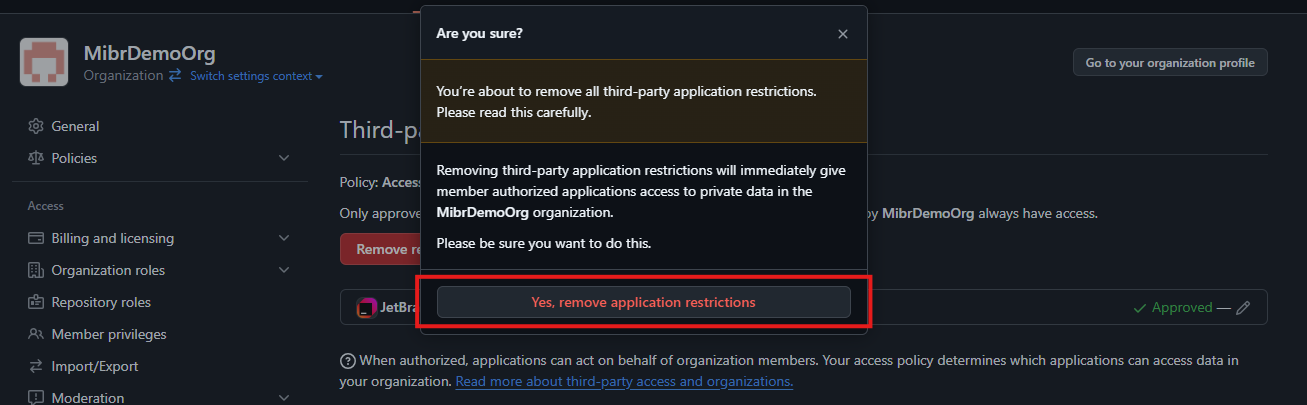 MibrDemoOrg
Organization Switch settings context
Go to your organization profile
General
Policies
Access
Billing and licensing
Organization roles
Repository roles
Member privileges
Import/Export
Moderation
Third-pa
Policy: Access
Only approve
by MibrDemoOrg always have access.
Remove re
JetBra
Approved —
When authorized, applications can act on behalf of organization members. Your access policy determines which applications can access data in
your organization. Read more about third-party access and organizations.
Are you sure?
You're about to remove all third-party application restrictions.
Please read this carefully.
Removing third-party application restrictions will immediately give
member authorized applications access to private data in the
MibrDemoOrg organization.
Please be sure you want to do this.
Yes, remove application restrictions